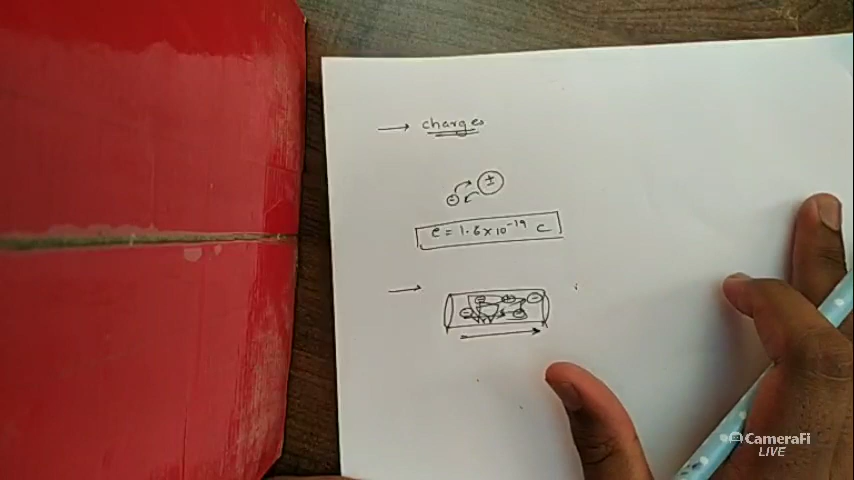 → charges
e = 1.6×10⁻¹⁹ C
CameraFi
LIVE